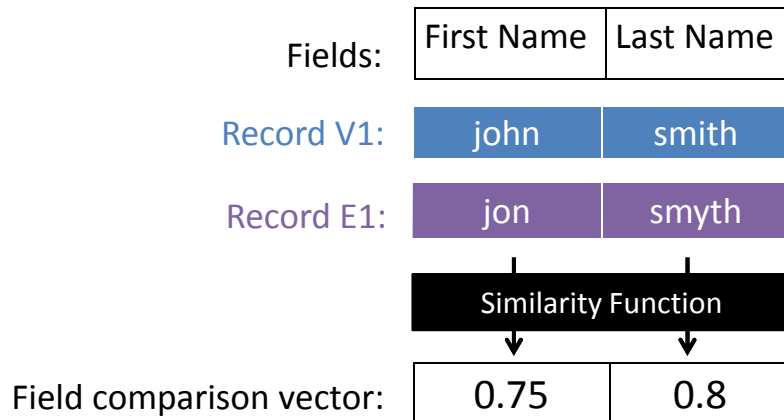 Fields: First Name Last Name
Record V1: john smith
Record E1: jon smyth
Similarity Function
Field comparison vector: 0.75 0.8